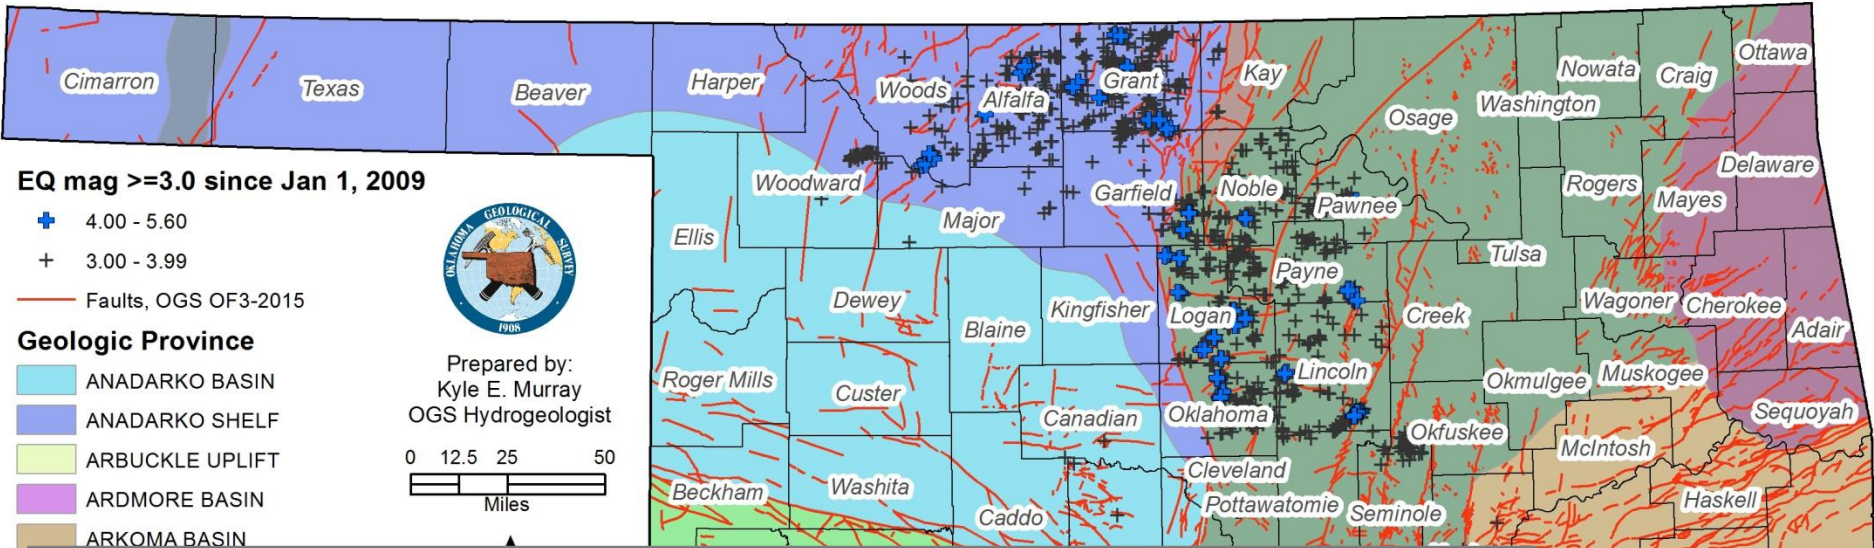 Cimarron
Texas
Beaver
Harper
Woods
Alfalfa
Grant
Kay
Osage
Washington
Nowata
Craig
Ottawa
EQ mag >=3.0 since Jan 1, 2009
4.00 - 5.60
3.00 - 3.99
Faults, OGS OF3-2015
Geologic Province
ANADARKO BASIN
ANADARKO SHELF
ARBUCKLE UPLIFT
ARDMORE BASIN
ARKOMA BASIN
OKLAHOMA GEOLOGICAL SURVEY
1908
Prepared by:
Kyle E. Murray
OGS Hydrogeologist
0 12.5 25 50
Miles
Woodward
Ellis
Major
Garfield
Noble
Pawnee
Rogers
Mayes
Delaware
Dewey
Blaine
Kingfisher
Logan
Payne
Creek
Tulsa
Wagoner
Cherokee
Adair
Roger Mills
Custer
Canadian
Oklahoma
Lincoln
Okfuskee
Okmulgee
Muskogee
Sequoyah
McIntosh
Haskell
Beckham
Washita
Caddo
Cleveland
Pottawatomie
Seminole